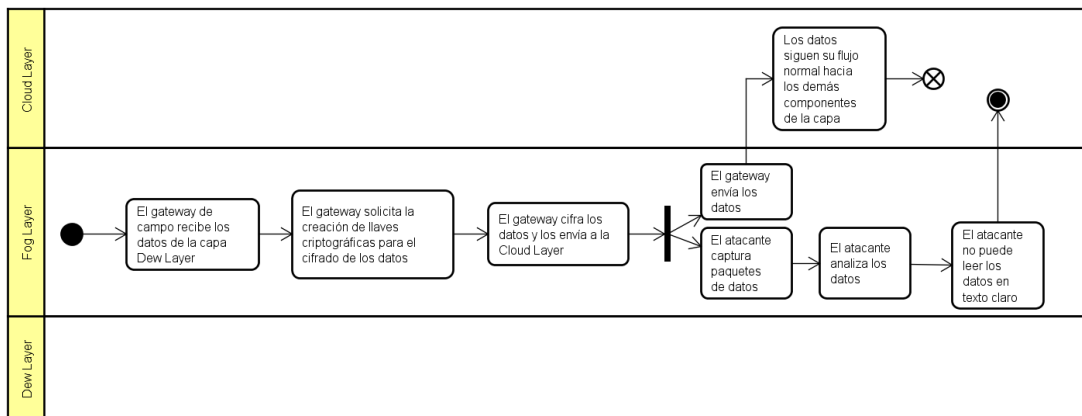 Cloud Layer
Los datos
siguen su flujo
normal hacia
los demás
componentes
de la capa
Fog Layer
El gateway de
campo recibe los
datos de la capa
Dew Layer
El gateway solicita la
creación de llaves
criptográficas para el
cifrado de los datos
El gateway cifra los
datos y los envía a la
Cloud Layer
El gateway
envía los
datos
El atacante
captura
paquetes
de datos
El atacante
analiza los
datos
El atacante
no puede
leer los
datos en
texto claro
Dew Layer